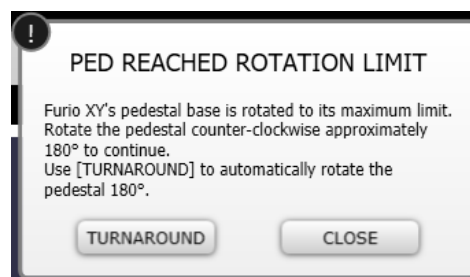 !
PED REACHED ROTATION LIMIT
Furio XY's pedestal base is rotated to its maximum limit.
Rotate the pedestal counter-clockwise approximately
180° to continue.
Use [TURNAROUND] to automatically rotate the
pedestal 180°.
TURNAROUND CLOSE